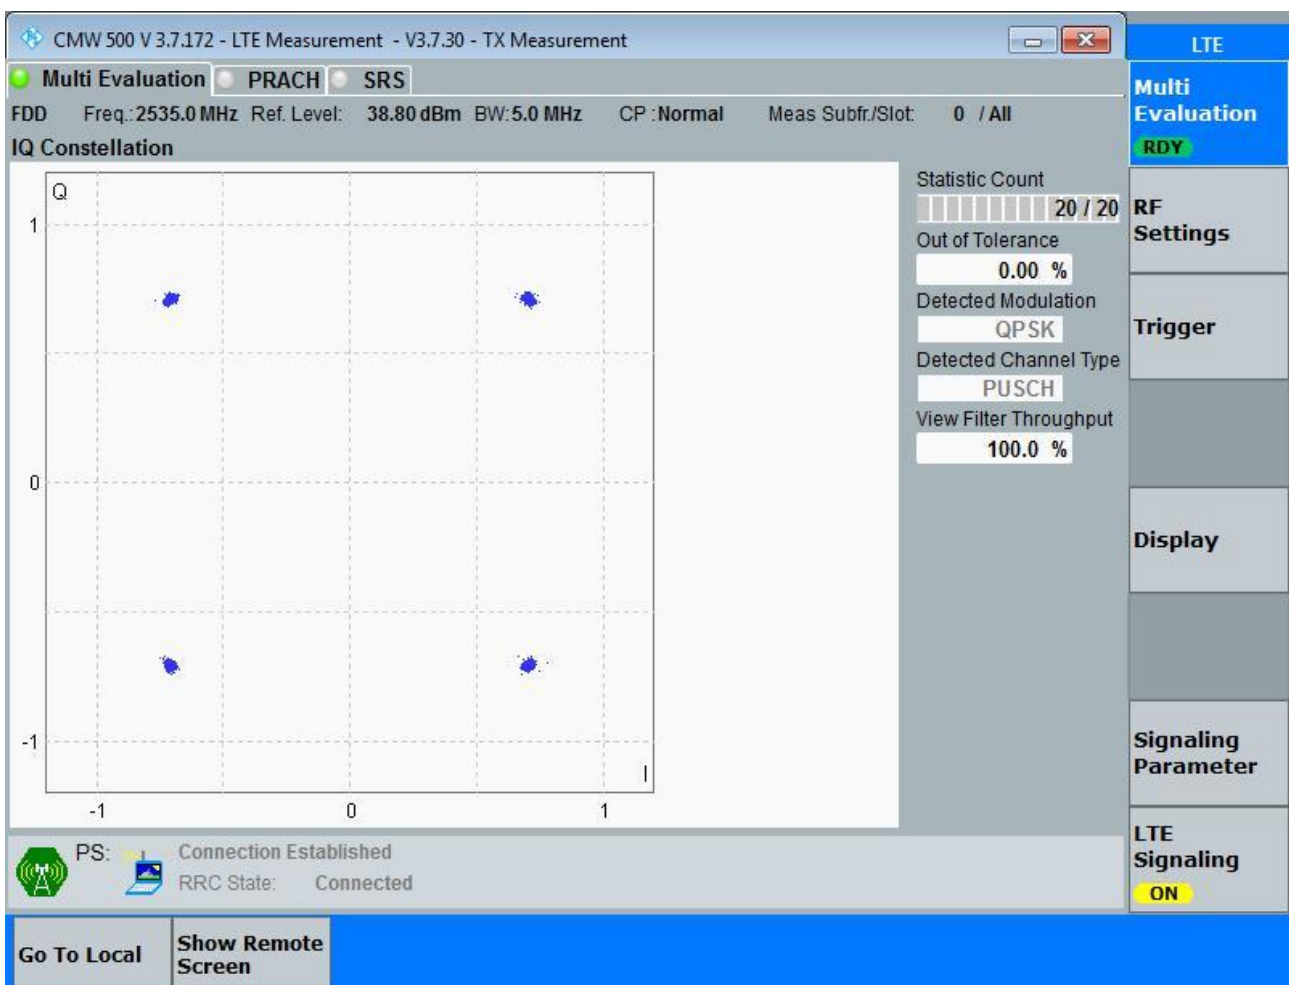 CMW 500 V 3.7.172 - LTE Measurement - V3.7.30 - TX Measurement
LTE
Multi Evaluation PRACH SRS
FDD Freq.: 2535.0 MHz Ref. Level: 38.80 dBm BW: 5.0 MHz CP : Normal Meas Subfr./Slot: 0 / All
IQ Constellation
Q
1
0
-1
I
-1 0 1
Statistic Count
20 / 20
Out of Tolerance
0.00 %
Detected Modulation
QPSK
Detected Channel Type
PUSCH
View Filter Throughput
100.0 %
Multi
Evaluation
RDY
RF
Settings
Trigger
Display
Signaling
Parameter
LTE
Signaling
ON
PS: Connection Established
RRC State: Connected
Go To Local
Show Remote
Screen